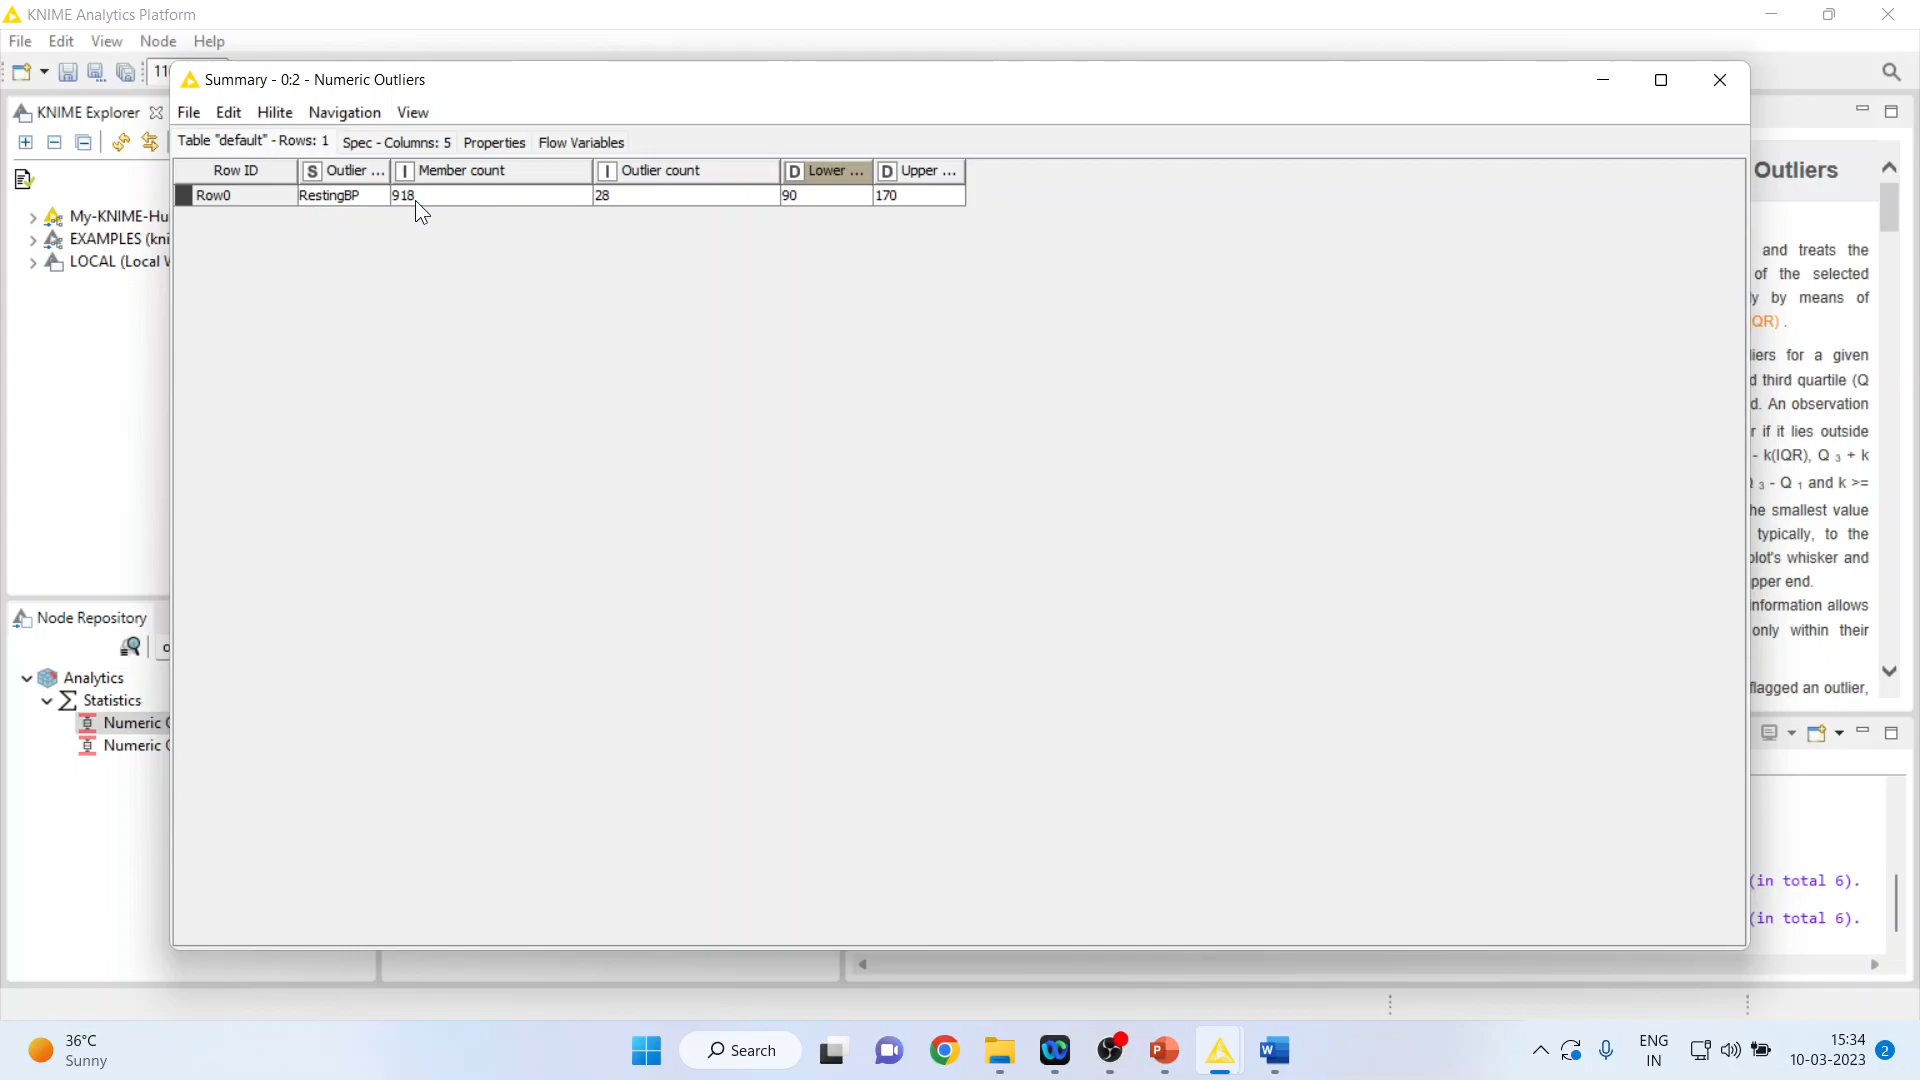 KNIME Analytics Platform
File Edit View Node Help
Summary - 0:2 - Numeric Outliers
File Edit Hilite Navigation View
Table "default" - Rows: 1 Spec - Columns: 5 Properties Flow Variables
Row ID S Outlier ... I Member count I Outlier count D Lower ... D Upper ...
Row0 RestingBP 918 28 90 170
KNIME Explorer
My-KNIME-Hu
EXAMPLES (kni
LOCAL (Local
Node Repository
Analytics
Statistics
Numeric
Numeric
Outliers
and treats the
of the selected
by means of
QR) .
liers for a given
third quartile (Q
d. An observation
r if it lies outside
- k(IQR), Q 3 + k
3 - Q 1 and k >=
he smallest value
typically, to the
plot's whisker and
pper end.
information allows
only within their
flagged an outlier,
(in total 6).
(in total 6).
36°C
Sunny
Search
ENG
IN
15:34
10-03-2023
2